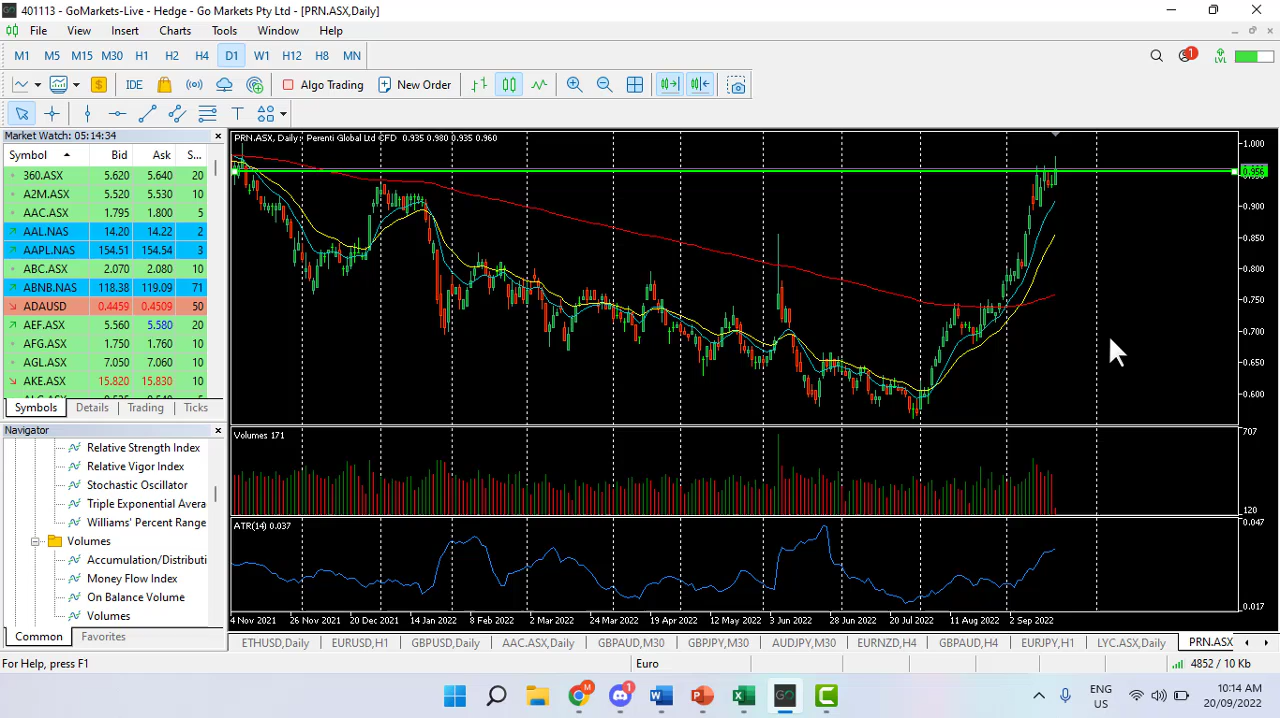 401113 - GoMarkets-Live - Hedge - Go Markets Pty Ltd - [PRN.ASX,Daily]
File View Insert Charts Tools Window Help
M1 M5 M15 M30 H1 H2 H4 D1 W1 H12 H8 MN
1 LVL
IDE Algo Trading New Order
Market Watch: 05:14:34
Symbol Bid Ask S...
360.ASX 5.620 5.640 20
A2M.ASX 5.520 5.530 10
AAC.ASX 1.795 1.800 5
AAL.NAS 14.20 14.22 2
AAPL.NAS 154.51 154.54 3
ABC.ASX 2.070 2.080 10
ABNB.NAS 118.38 119.09 71
ADAUSD 0.4459 0.4509 50
AEF.ASX 5.560 5.580 20
AFG.ASX 1.750 1.760 10
AGL.ASX 7.050 7.060 10
AKE.ASX 15.820 15.830 10
Symbols Details Trading Ticks
Navigator
Relative Strength Index
Relative Vigor Index
Stochastic Oscillator
Triple Exponential Avera
Williams' Percent Range
Volumes
Accumulation/Distributi
Money Flow Index
On Balance Volume
Volumes
Common Favorites
PRN.ASX, Daily: Perenti Global Ltd CFD 0.935 0.980 0.935 0.960
1.000
0.956
0.900
0.850
0.800
0.750
0.700
0.650
0.600
Volumes 171
707
120
ATR(14) 0.037
0.047
0.017
4 Nov 2021 26 Nov 2021 20 Dec 2021 14 Jan 2022 8 Feb 2022 2 Mar 2022 24 Mar 2022 19 Apr 2022 12 May 2022 3 Jun 2022 28 Jun 2022 20 Jul 2022 11 Aug 2022 2 Sep 2022
ETHUSD,Daily EURUSD,H1 GBPUSD,Daily AAC.ASX,Daily GBPAUD,M30 GBPJPY,M30 AUDJPY,M30 EURNZD,H4 GBPAUD,H4 EURJPY,H1 LYC.ASX,Daily PRN.ASX
For Help, press F1 Euro 4852 / 10 Kb
GO
ENG
US
10:14 AM
20/09/2022